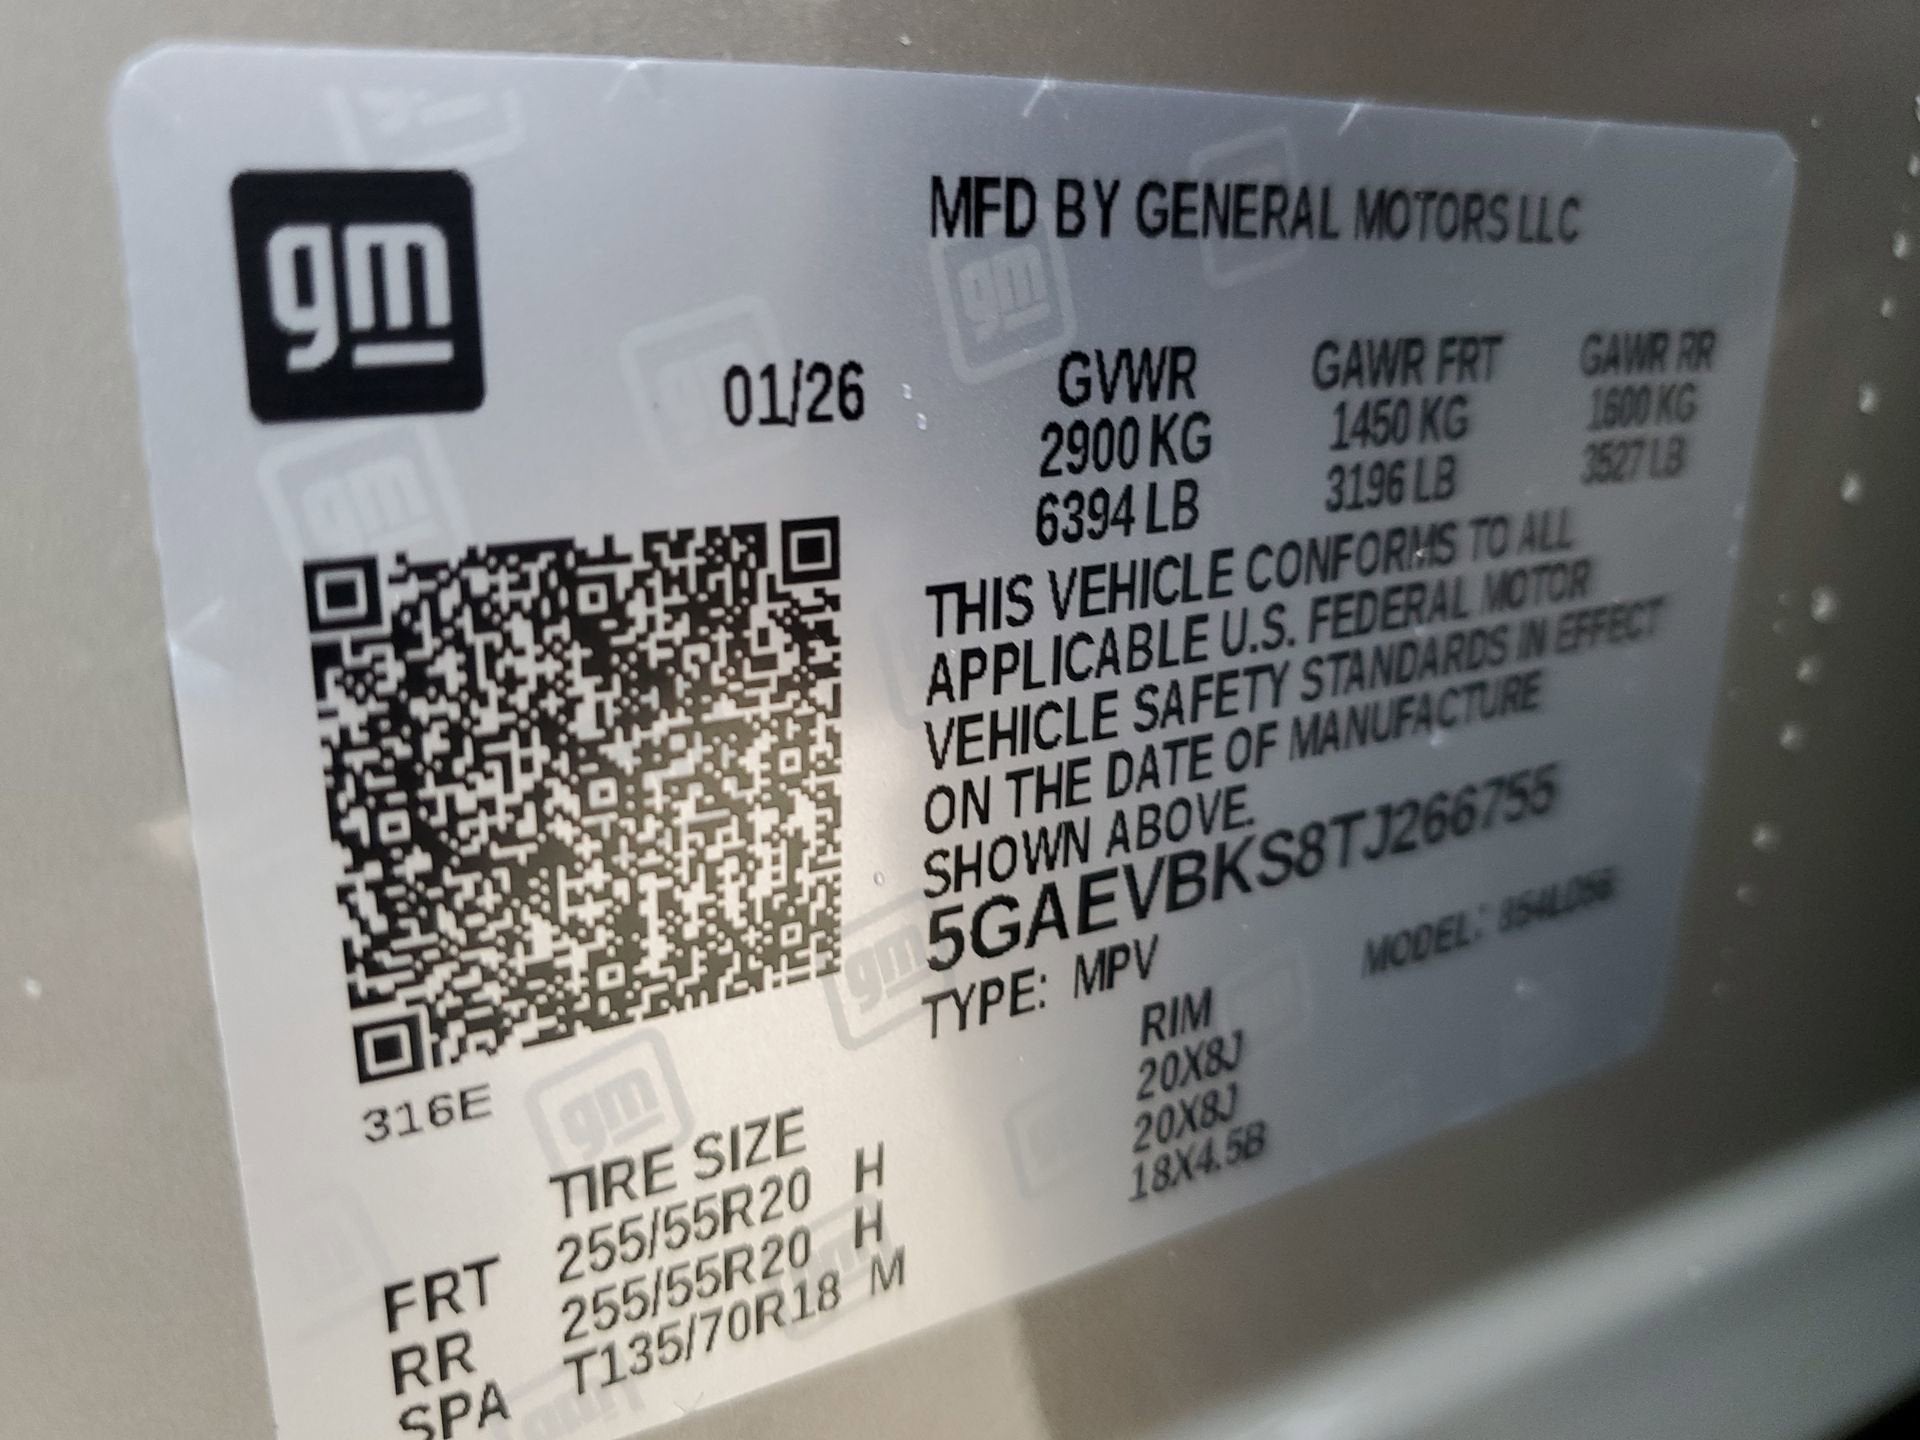 gm
MFD BY GENERAL MOTORS LLC
01/26
GVWR GAWR FRT GAWR RR
2900 KG 1450 KG 1600 KG
6394 LB 3196 LB 3527 LB
THIS VEHICLE CONFORMS TO ALL
APPLICABLE U.S. FEDERAL MOTOR
VEHICLE SAFETY STANDARDS IN EFFECT
ON THE DATE OF MANUFACTURE
SHOWN ABOVE.
5GAEVBKS8TJ266755
TYPE: MPV MODEL:
316E
TIRE SIZE RIM
FRT 255/55R20 H 20X8J
RR 255/55R20 H 20X8J
SPA T135/70R18 M 18X4.5B